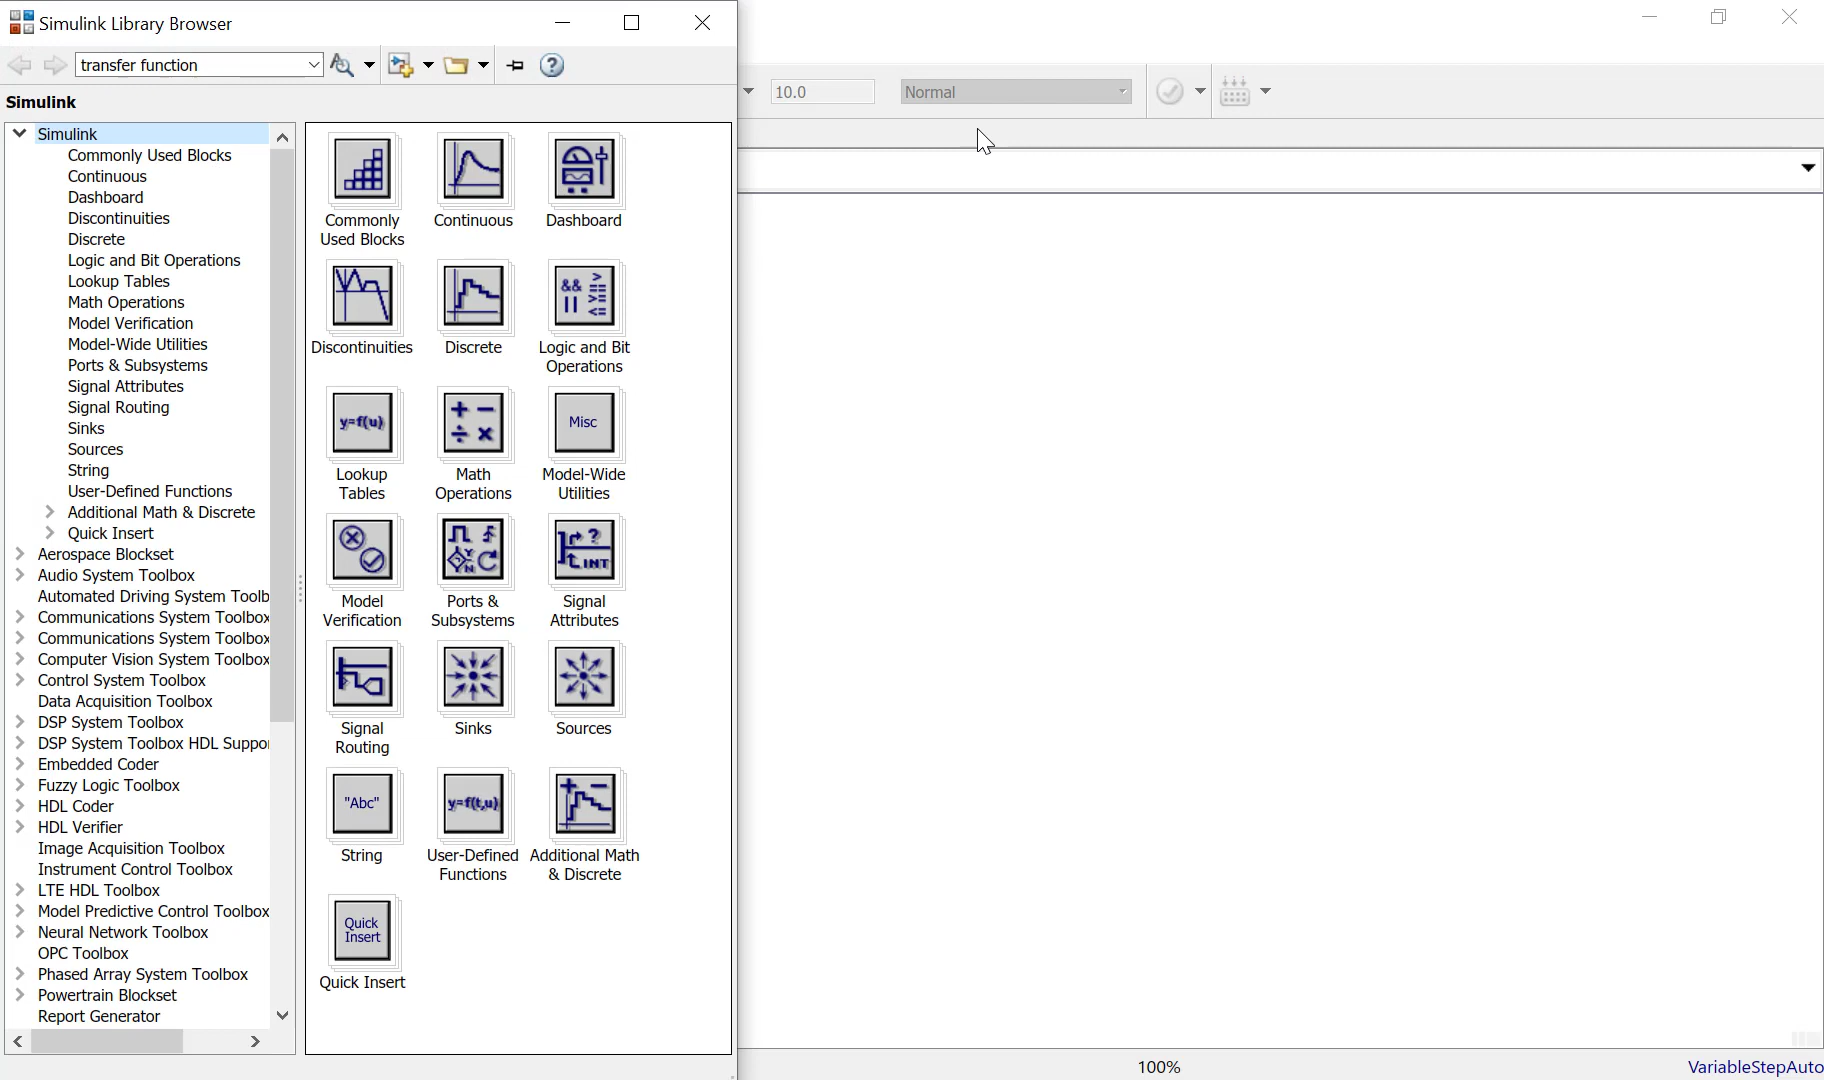 Simulink Library Browser
transfer function
10.0
Normal
Simulink
Simulink
Commonly Used Blocks
Continuous
Dashboard
Discontinuities
Discrete
Logic and Bit Operations
Lookup Tables
Math Operations
Model Verification
Model-Wide Utilities
Ports & Subsystems
Signal Attributes
Signal Routing
Sinks
Sources
String
User-Defined Functions
Additional Math & Discrete
Quick Insert
Aerospace Blockset
Audio System Toolbox
Automated Driving System Toolb
Communications System Toolbox
Communications System Toolbox
Computer Vision System Toolbox
Control System Toolbox
Data Acquisition Toolbox
DSP System Toolbox
DSP System Toolbox HDL Suppor
Embedded Coder
Fuzzy Logic Toolbox
HDL Coder
HDL Verifier
Image Acquisition Toolbox
Instrument Control Toolbox
LTE HDL Toolbox
Model Predictive Control Toolbox
Neural Network Toolbox
OPC Toolbox
Phased Array System Toolbox
Powertrain Blockset
Report Generator
Commonly
Used Blocks
Continuous
Dashboard
Discontinuities
Discrete
&& > ==
|| >= <=
Logic and Bit
Operations
y=f(u)
Lookup
Tables
+ −
÷ ×
Math
Operations
Misc
Model-Wide
Utilities
Model
Verification
Y
N
Ports &
Subsystems
?
INT
Signal
Attributes
Signal
Routing
Sinks
Sources
"Abc"
String
y=f(t,u)
User-Defined
Functions
+ −
Additional Math
& Discrete
Quick
Insert
Quick Insert
100%
VariableStepAuto